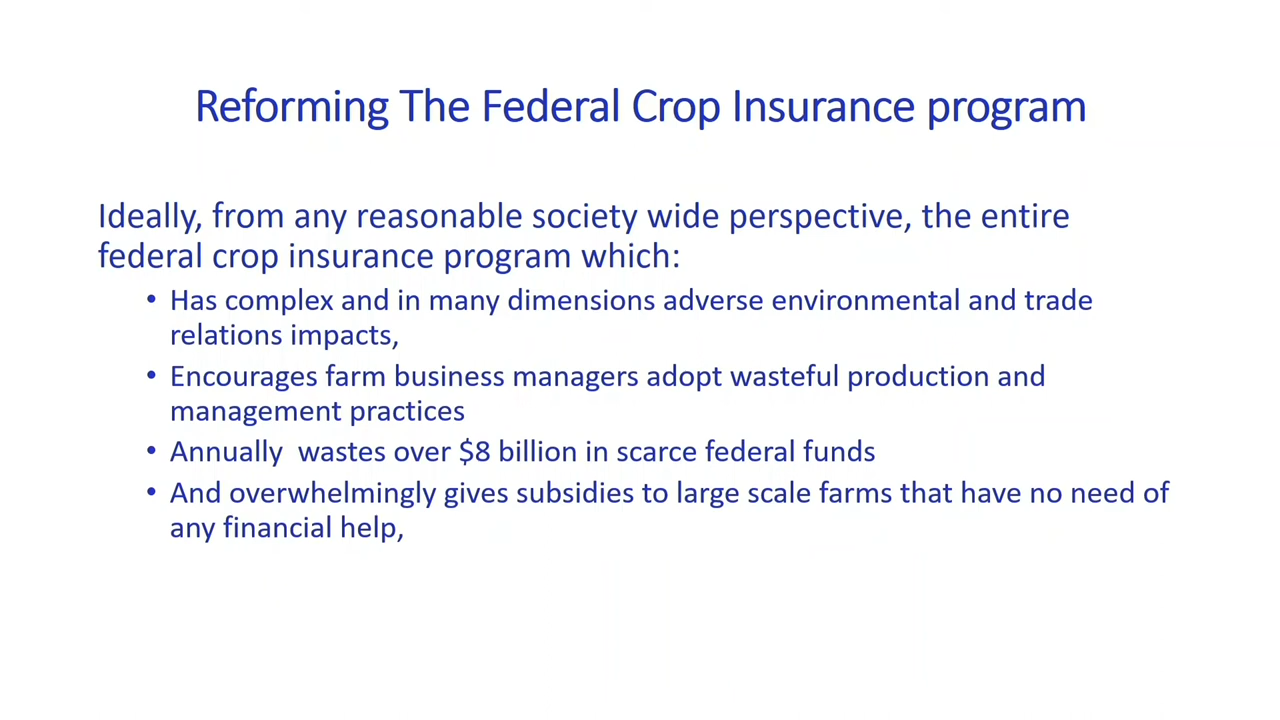 Reforming The Federal Crop Insurance program
Ideally, from any reasonable society wide perspective, the entire
federal crop insurance program which:
• Has complex and in many dimensions adverse environmental and trade
relations impacts,
• Encourages farm business managers adopt wasteful production and
management practices
• Annually  wastes over $8 billion in scarce federal funds
• And overwhelmingly gives subsidies to large scale farms that have no need of
any financial help,